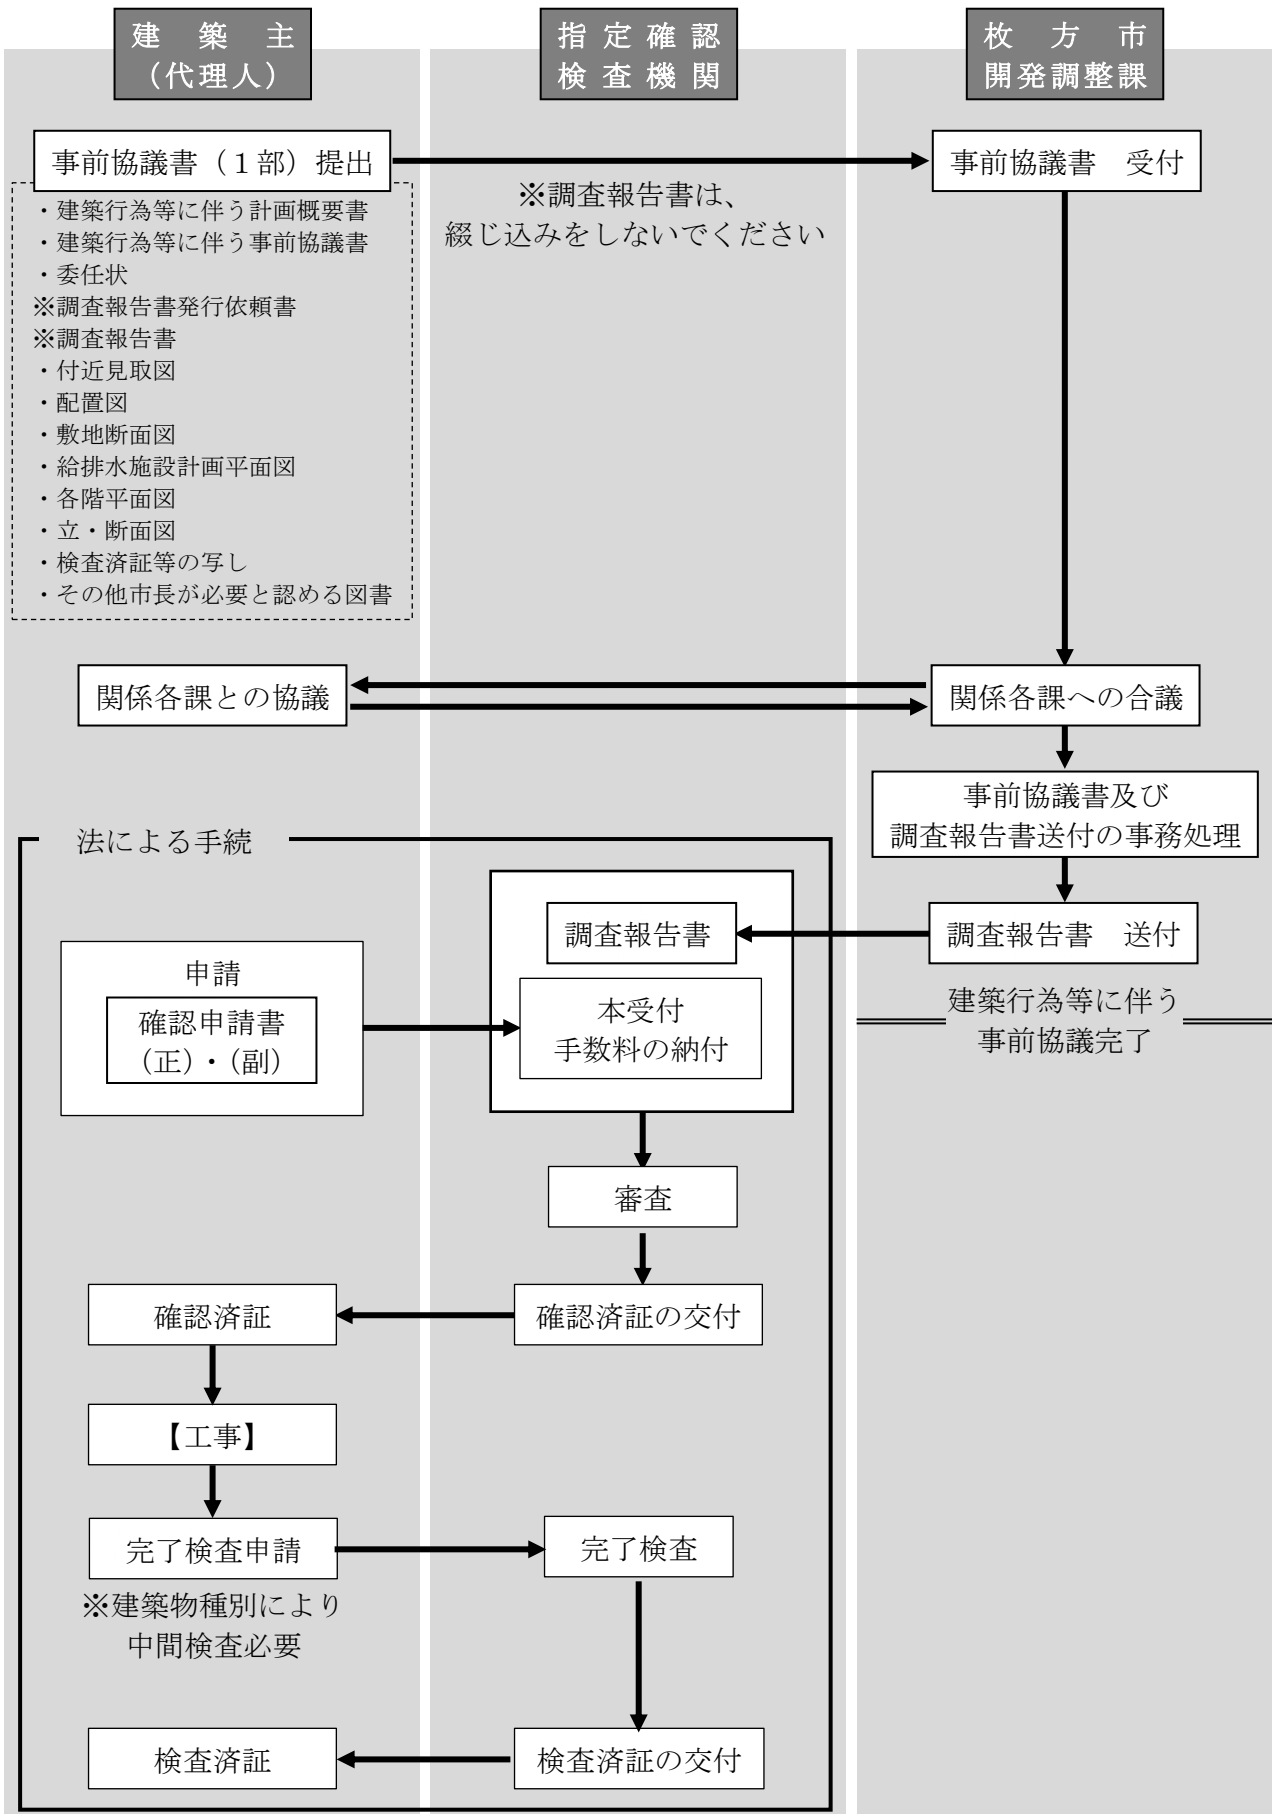 建築主
（代理人）
指定確認
検査機関
枚方市
開発調整課
事前協議書（１部）提出
事前協議書　受付
※調査報告書は、
綴じ込みをしないでください
・建築行為等に伴う計画概要書
・建築行為等に伴う事前協議書
・委任状
※調査報告書発行依頼書
※調査報告書
・付近見取図
・配置図
・敷地断面図
・給排水施設計画平面図
・各階平面図
・立・断面図
・検査済証等の写し
・その他市長が必要と認める図書
関係各課との協議
関係各課への合議
事前協議書及び
調査報告書送付の事務処理
法による手続
調査報告書
調査報告書　送付
申請
確認申請書
（正）・（副）
本受付
手数料の納付
建築行為等に伴う
事前協議完了
審査
確認済証
確認済証の交付
【工事】
完了検査申請
完了検査
※建築物種別により
中間検査必要
検査済証
検査済証の交付